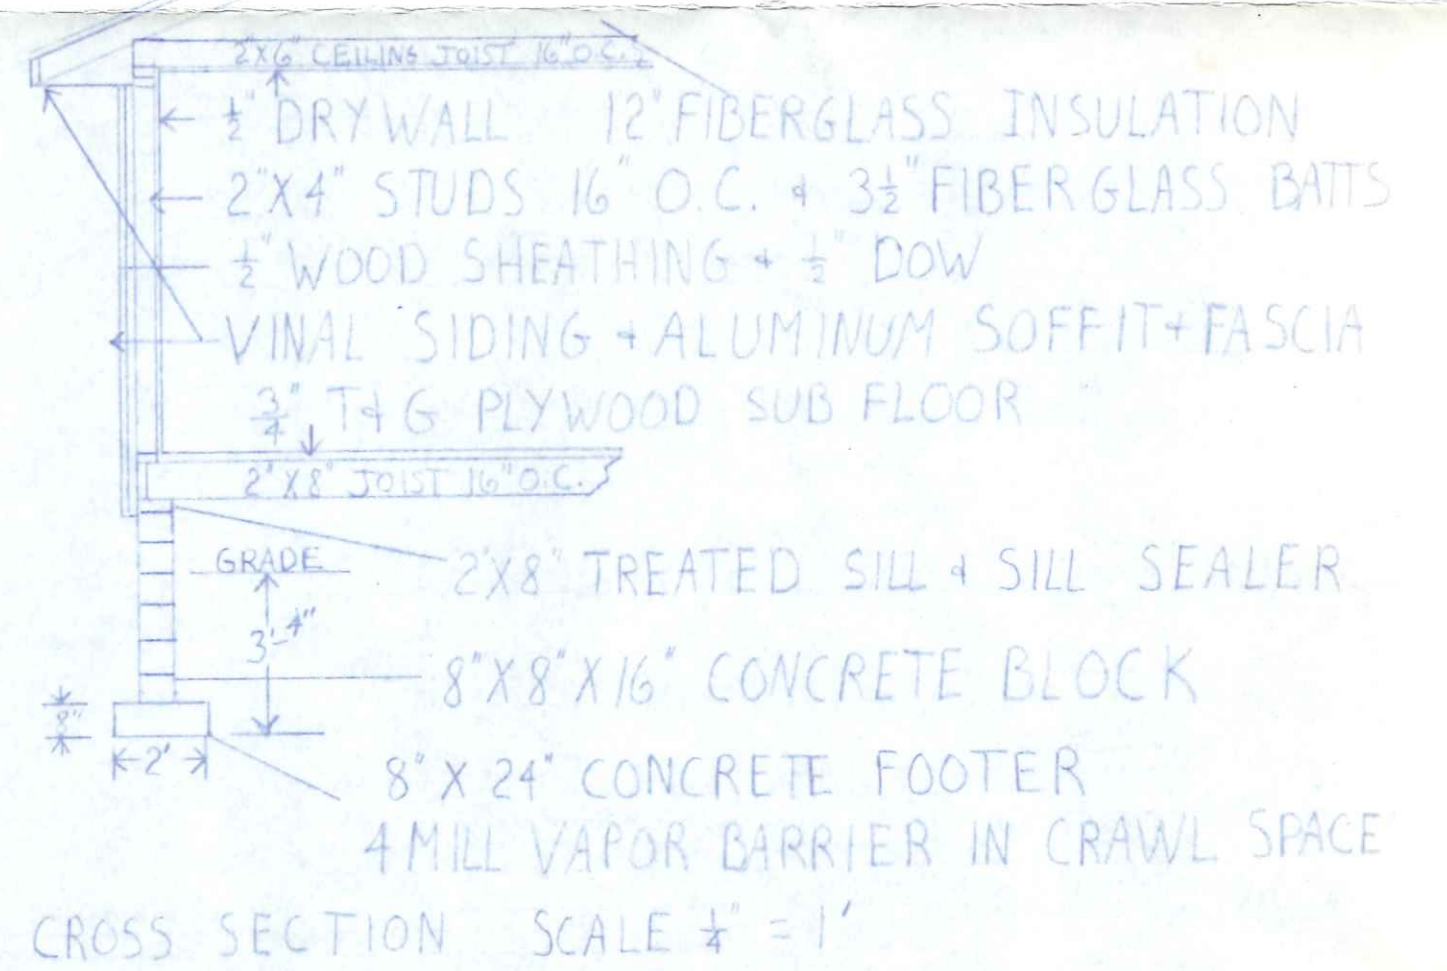 2"X6" CEILING JOIST 16" O.C.
½" DRYWALL 12" FIBERGLASS INSULATION
2"X4" STUDS 16" O.C. & 3½" FIBERGLASS BATTS
½" WOOD SHEATHING & ½" DOW
VINAL SIDING & ALUMINUM SOFFIT & FASCIA
¾" T&G PLYWOOD SUB FLOOR
2"X8" JOIST 16" O.C.
GRADE
2"X8" TREATED SILL & SILL SEALER
3'-4"
8"X8"X16" CONCRETE BLOCK
8"
2'
8" X 24" CONCRETE FOOTER
4 MILL VAPOR BARRIER IN CRAWL SPACE
CROSS SECTION SCALE ¼" = 1'